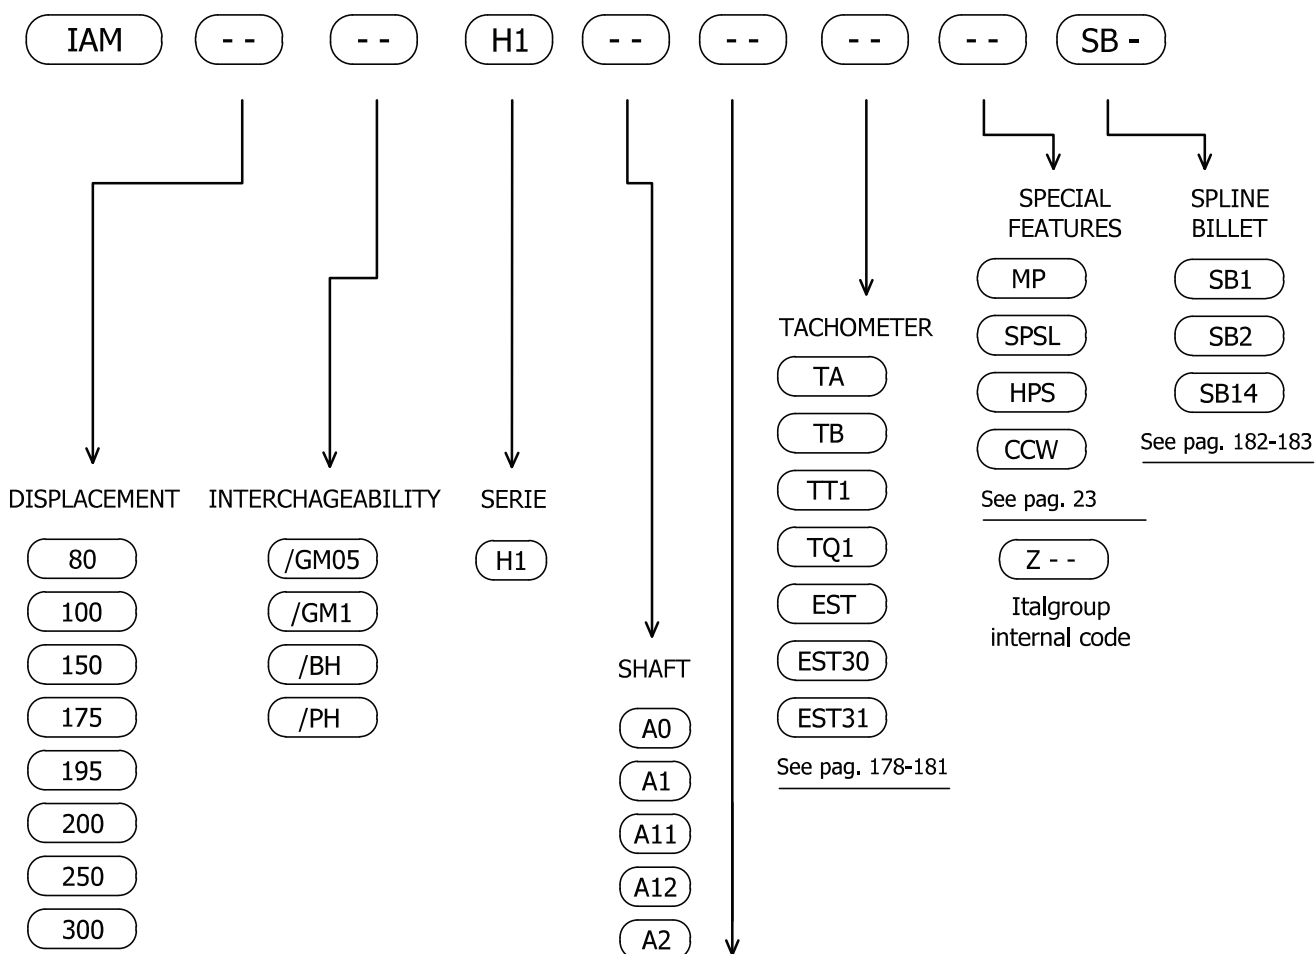 IAM - - - - H1 - - - - - - - - SB -
DISPLACEMENT
80
100
150
175
195
200
250
300
INTERCHAGEABILITY
/GM05
/GM1
/BH
/PH
SERIE
H1
SHAFT
A0
A1
A11
A12
A2
TACHOMETER
TA
TB
TT1
TQ1
EST
EST30
EST31
See pag. 178-181
SPECIAL
FEATURES
MP
SPSL
HPS
CCW
See pag. 23
Z - -
Italgroup
internal code
SPLINE
BILLET
SB1
SB2
SB14
See pag. 182-183